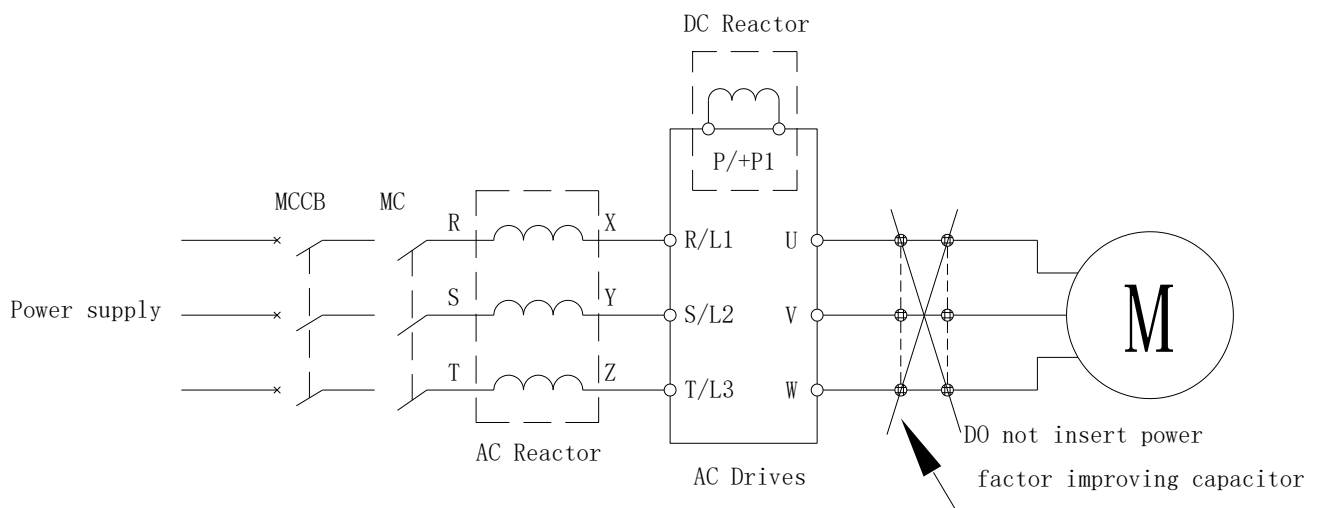 DC Reactor
P/+P1
MCCB
MC
R
X
R/L1
U
Power supply
S
Y
S/L2
V
M
T
Z
T/L3
W
AC Reactor
AC Drives
DO not insert power
factor improving capacitor